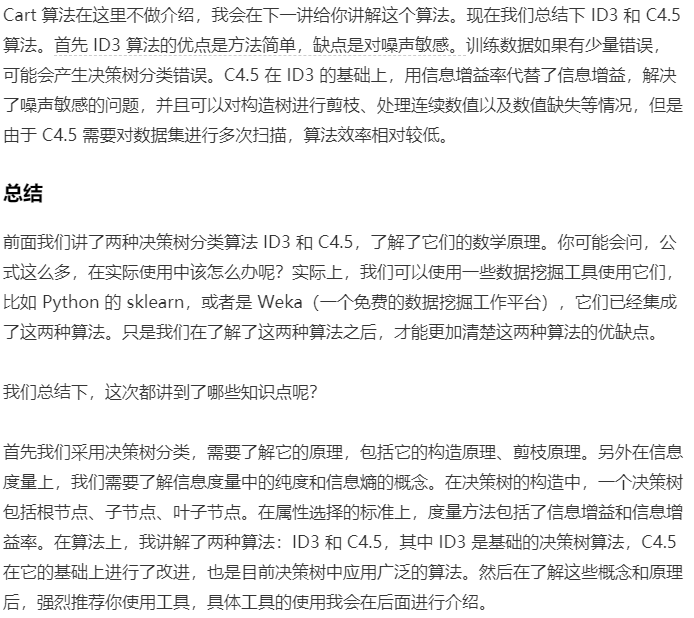 Cart 算法在这里不做介绍，我会在下一讲给你讲解这个算法。现在我们总结下 ID3 和 C4.5
算法。首先 ID3 算法的优点是方法简单，缺点是对噪声敏感。训练数据如果有少量错误，
可能会产生决策树分类错误。C4.5 在 ID3 的基础上，用信息增益率代替了信息增益，解决
了噪声敏感的问题，并且可以对构造树进行剪枝、处理连续数值以及数值缺失等情况，但是
由于 C4.5 需要对数据集进行多次扫描，算法效率相对较低。
总结
前面我们讲了两种决策树分类算法 ID3 和 C4.5，了解了它们的数学原理。你可能会问，公
式这么多，在实际使用中该怎么办呢？实际上，我们可以使用一些数据挖掘工具使用它们，
比如 Python 的 sklearn，或者是 Weka（一个免费的数据挖掘工作平台），它们已经集成
了这两种算法。只是我们在了解了这两种算法之后，才能更加清楚这两种算法的优缺点。
我们总结下，这次都讲到了哪些知识点呢？
首先我们采用决策树分类，需要了解它的原理，包括它的构造原理、剪枝原理。另外在信息
度量上，我们需要了解信息度量中的纯度和信息熵的概念。在决策树的构造中，一个决策树
包括根节点、子节点、叶子节点。在属性选择的标准上，度量方法包括了信息增益和信息增
益率。在算法上，我讲解了两种算法：ID3 和 C4.5，其中 ID3 是基础的决策树算法，C4.5
在它的基础上进行了改进，也是目前决策树中应用广泛的算法。然后在了解这些概念和原理
后，强烈推荐你使用工具，具体工具的使用我会在后面进行介绍。